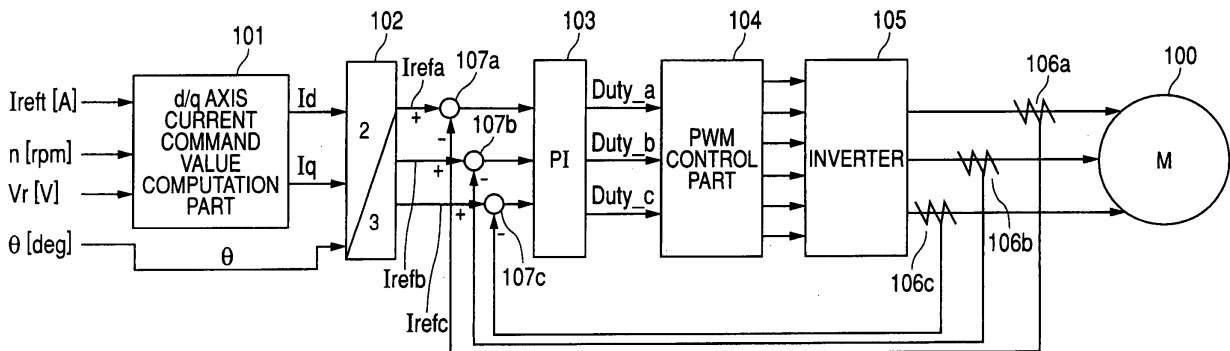 101
102
103
104
105
106a
100
107a
Irefa
Ireft [A]
n [rpm]
Vr [V]
θ [deg]
d/q AXIS
CURRENT
COMMAND
VALUE
COMPUTATION
PART
Id
Iq
θ
2
3
+
-
107b
+
-
+
-
107c
Irefb
Irefc
PI
Duty_a
Duty_b
Duty_c
PWM
CONTROL
PART
INVERTER
106b
106c
M